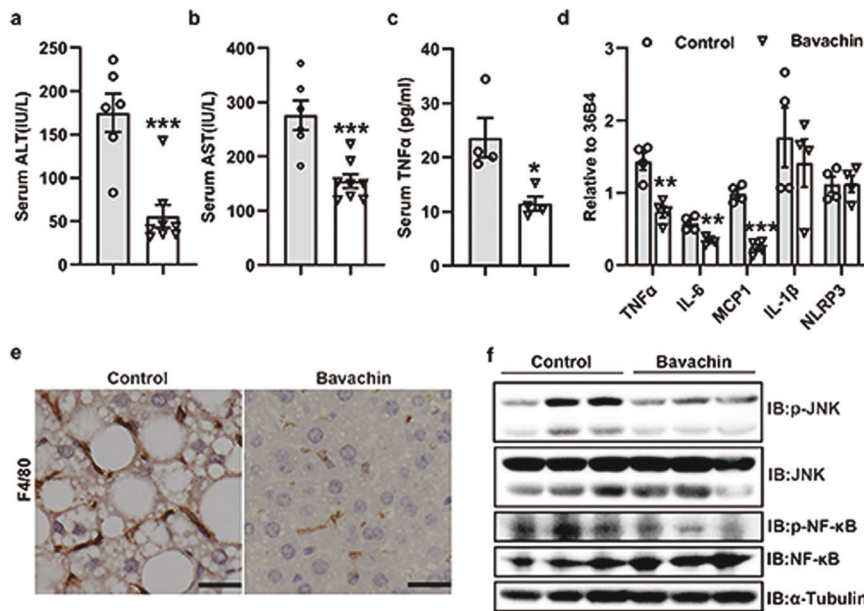 a
Serum ALT(IU/L)
250
200
150
100
50
0
***
b
Serum AST(IU/L)
400
300
200
100
0
***
c
Serum TNFα (pg/ml)
40
30
20
10
0
*
d
Control
Bavachin
Relative to 36B4
3
2
1
0
**
**
***
TNFα
IL-6
MCP1
IL-1β
NLRP3
e
Control
Bavachin
F4/80
f
Control
Bavachin
IB:p-JNK
IB:JNK
IB:p-NF-κB
IB:NF-κB
IB:α-Tubulin